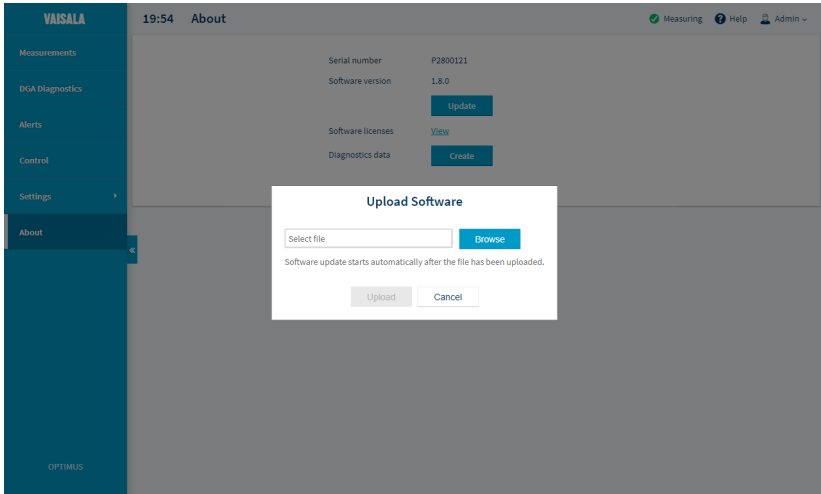 VAISALA
19:54 About
Measuring
Help
Admin
Measurements
DGA Diagnostics
Alerts
Control
Settings
About
OPTIMUS
Serial number P2800121
Software version 1.8.0
Update
Software licenses View
Diagnostics data Create
Upload Software
Select file
Browse
Software update starts automatically after the file has been uploaded.
Upload
Cancel